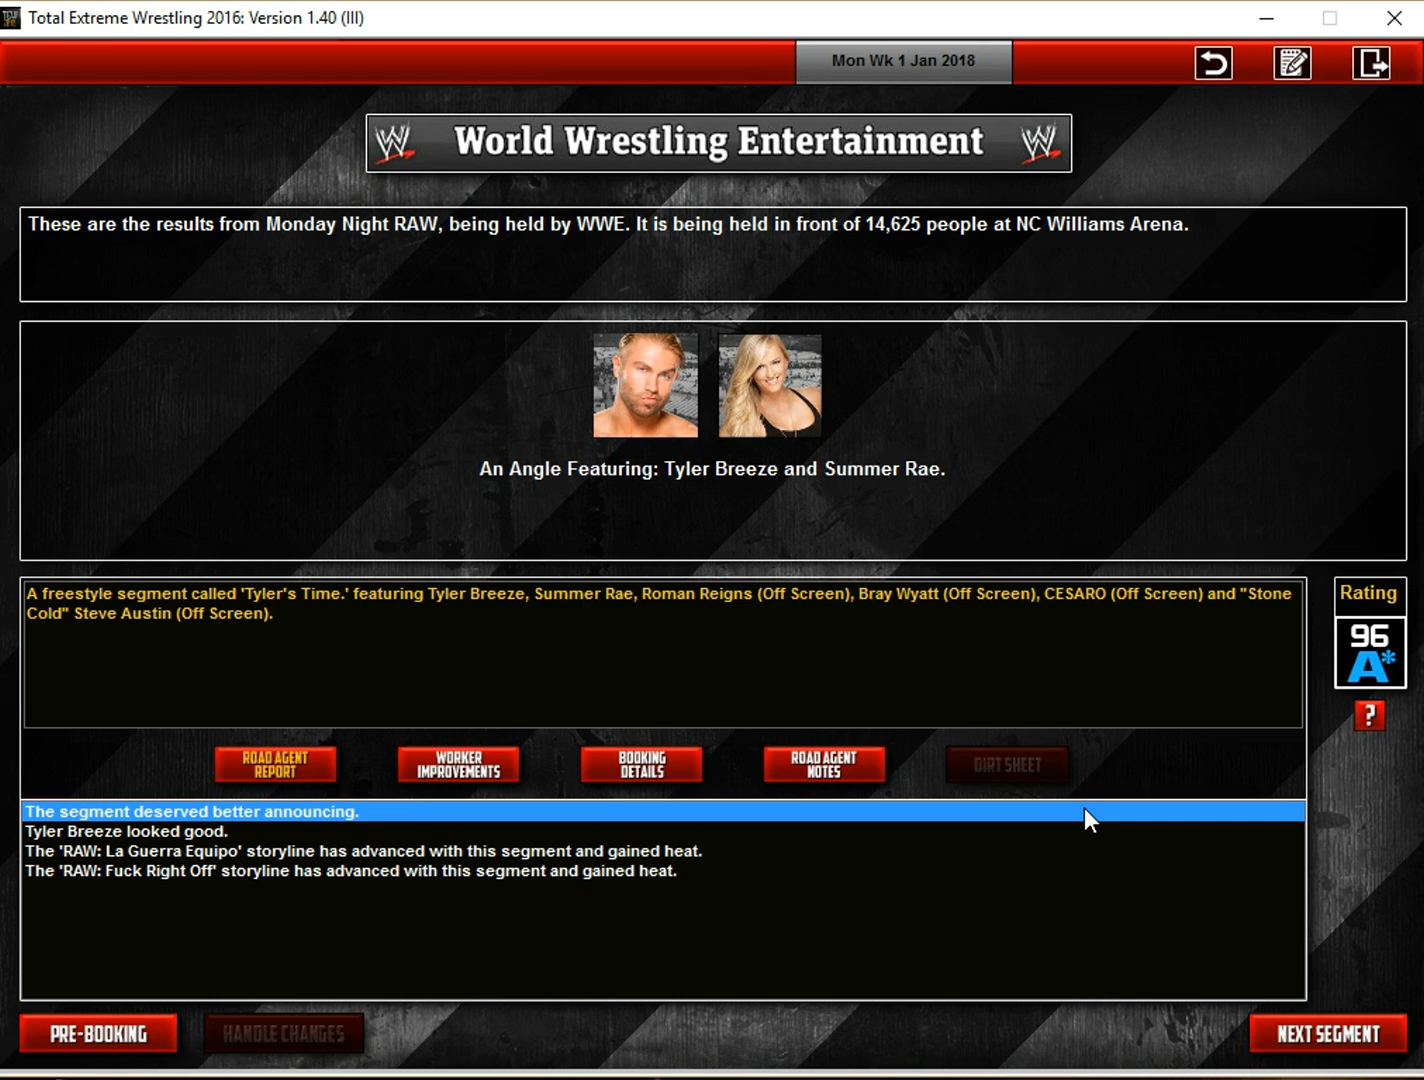 Total Extreme Wrestling 2016: Version 1.40 (III)
Mon Wk 1 Jan 2018
World Wrestling Entertainment
These are the results from Monday Night RAW, being held by WWE. It is being held in front of 14,625 people at NC Williams Arena.
An Angle Featuring: Tyler Breeze and Summer Rae.
A freestyle segment called 'Tyler's Time.' featuring Tyler Breeze, Summer Rae, Roman Reigns (Off Screen), Bray Wyatt (Off Screen), CESARO (Off Screen) and "Stone
Cold" Steve Austin (Off Screen).
Rating
96
A*
?
ROAD AGENT
REPORT
WORKER
IMPROVEMENTS
BOOKING
DETAILS
ROAD AGENT
NOTES
DIRT SHEET
The segment deserved better announcing.
Tyler Breeze looked good.
The 'RAW: La Guerra Equipo' storyline has advanced with this segment and gained heat.
The 'RAW: Fuck Right Off' storyline has advanced with this segment and gained heat.
PRE-BOOKING
HANDLE CHANGES
NEXT SEGMENT